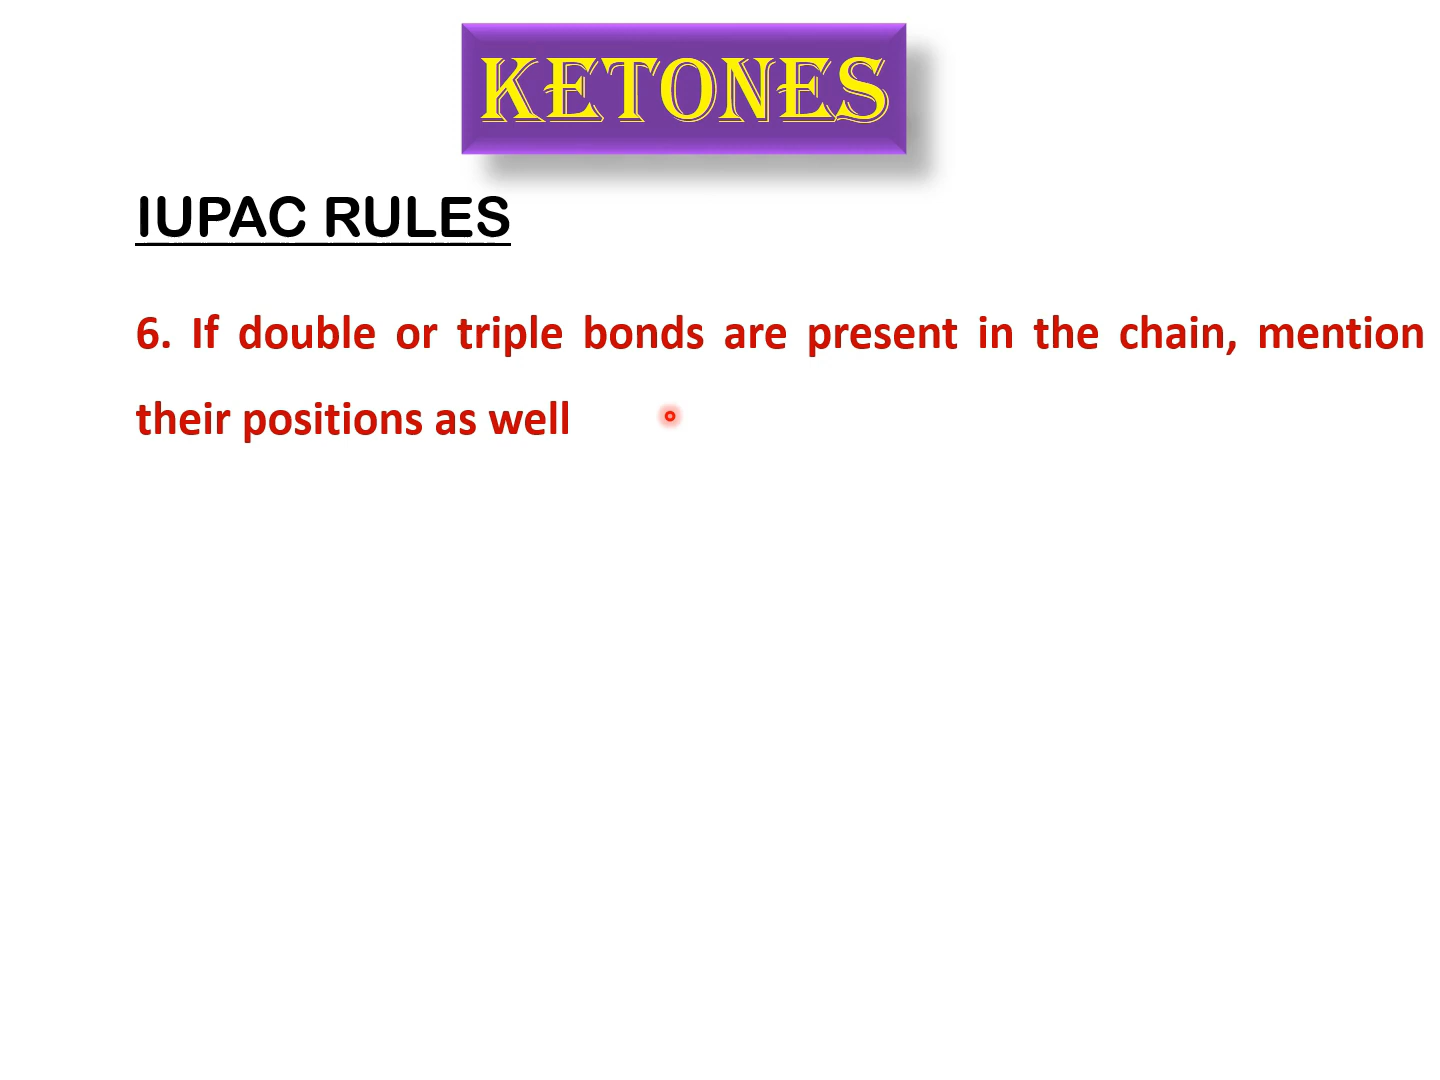 KETONES
IUPAC RULES
6. If double or triple bonds are present in the chain, mention
their positions as well